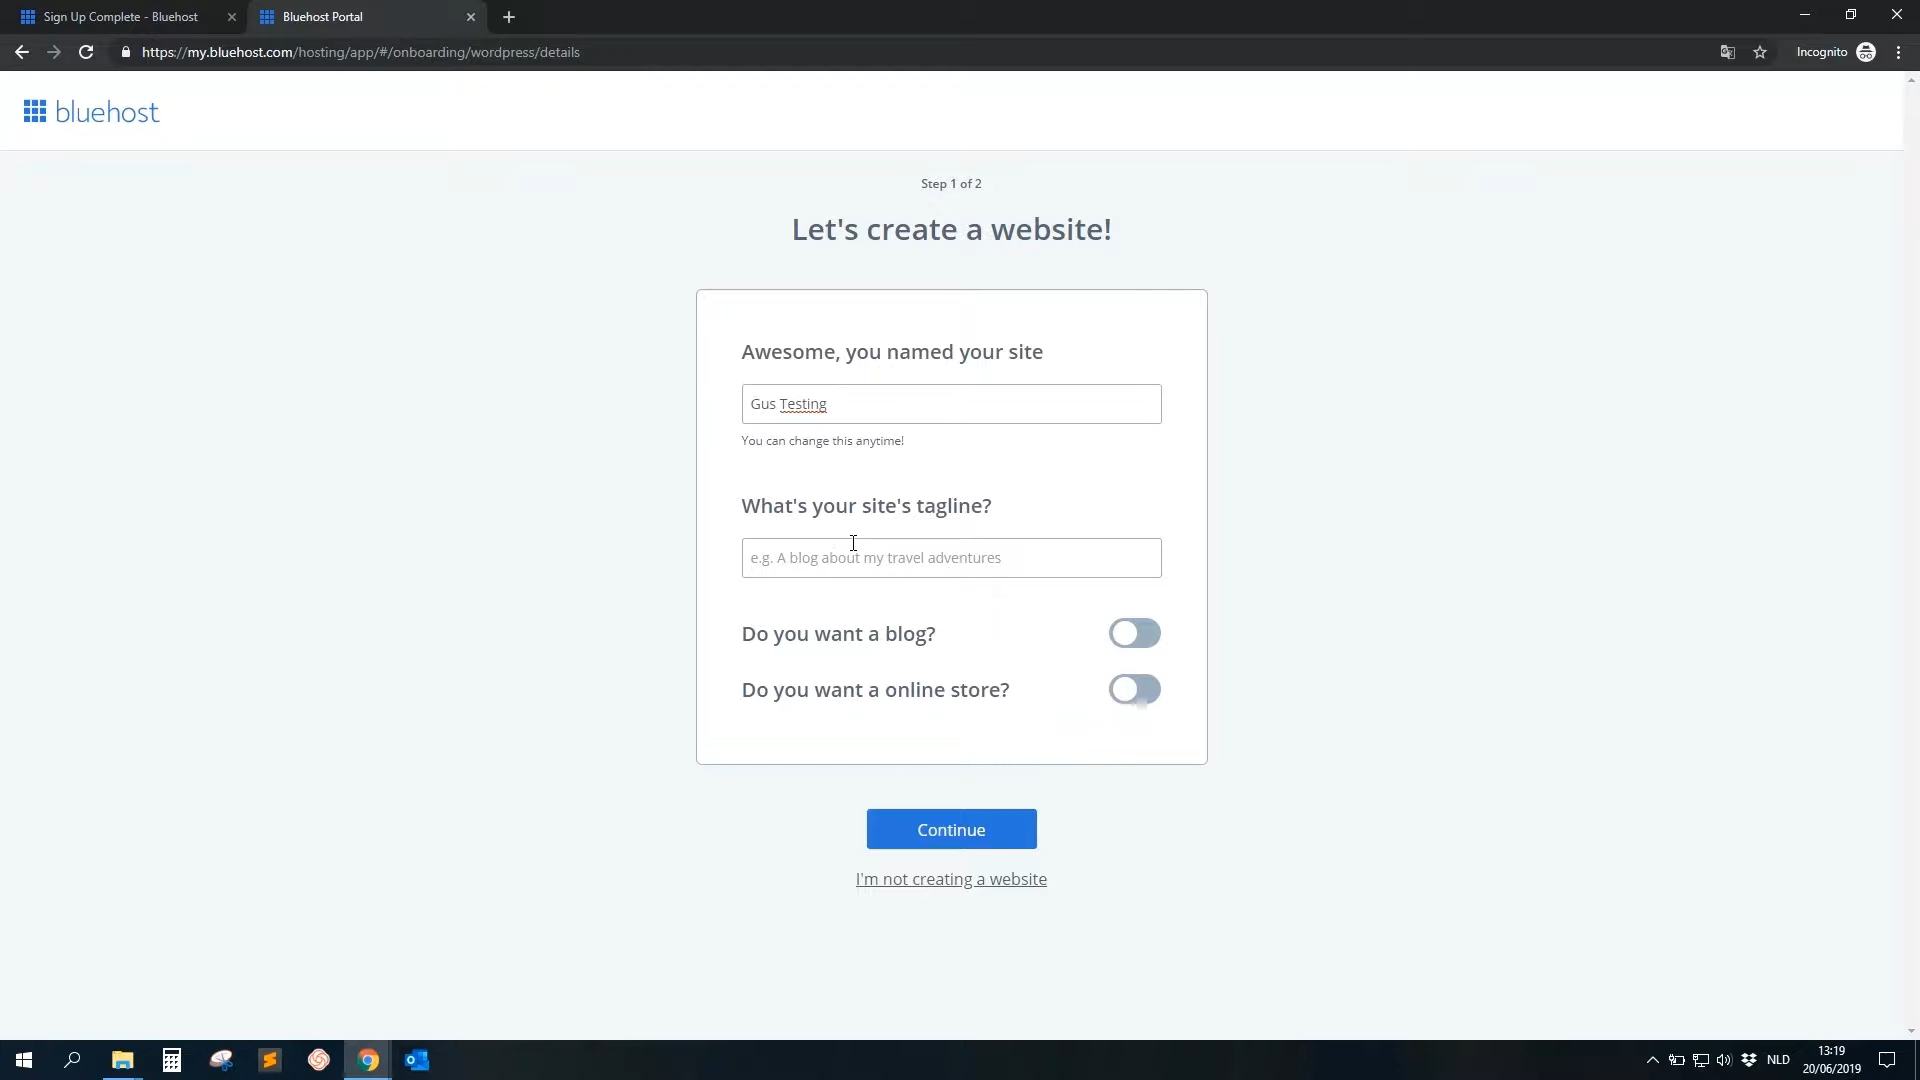 Sign Up Complete - Bluehost
Bluehost Portal
https://my.bluehost.com/hosting/app/#/onboarding/wordpress/details
Incognito
bluehost
Step 1 of 2
Let's create a website!
Awesome, you named your site
Gus Testing
You can change this anytime!
What's your site's tagline?
e.g. A blog about my travel adventures
Do you want a blog?
Do you want a online store?
Continue
I'm not creating a website
NLD
13:19
20/06/2019